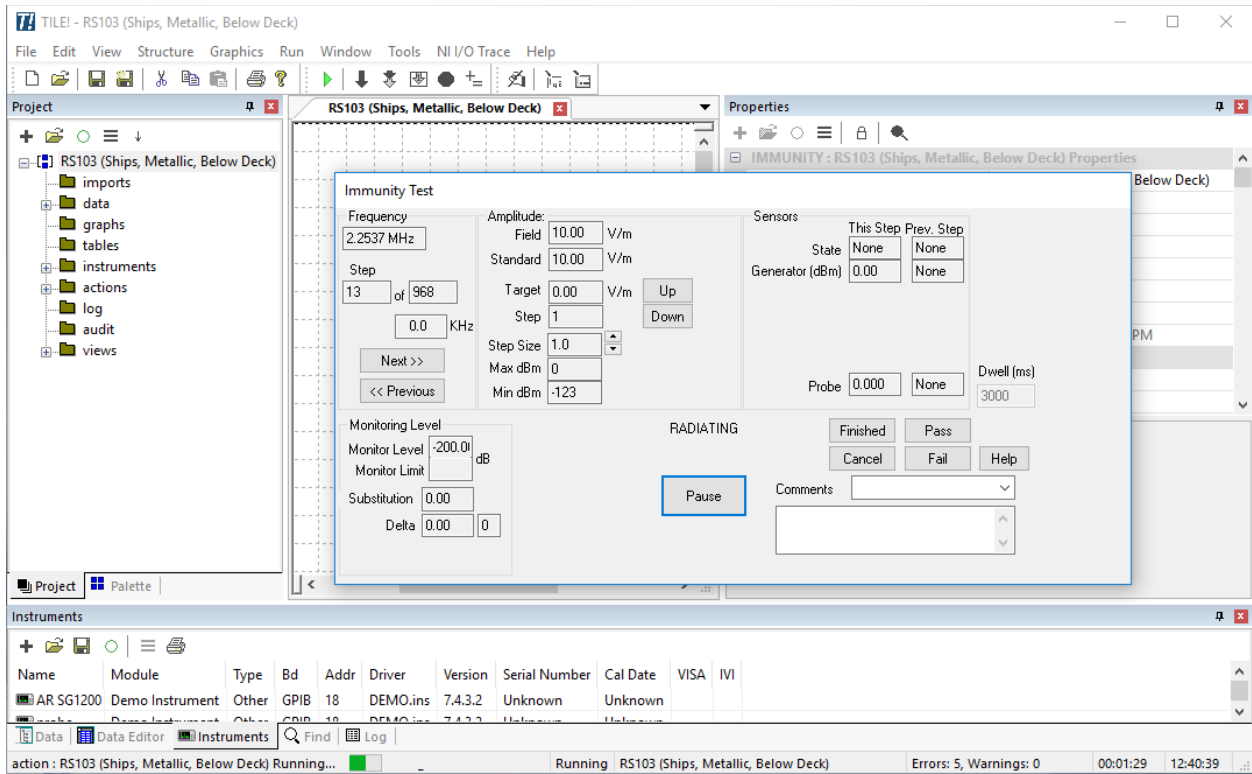 TILE! - RS103 (Ships, Metallic, Below Deck)
File Edit View Structure Graphics Run Window Tools NI I/O Trace Help
Project
RS103 (Ships, Metallic, Below Deck)
imports
data
graphs
tables
instruments
actions
log
audit
views
Project Palette
RS103 (Ships, Metallic, Below Deck)
Properties
IMMUNITY : RS103 (Ships, Metallic, Below Deck) Properties
Below Deck)
PM
Immunity Test
Frequency
2.2537 MHz
Step
13 of 968
0.0 KHz
Next >>
<< Previous
Amplitude:
Field 10.00 V/m
Standard 10.00 V/m
Target 0.00 V/m Up
Step 1 Down
Step Size 1.0
Max dBm 0
Min dBm -123
Sensors
This Step Prev. Step
State None None
Generator (dBm) 0.00 None
Probe 0.000 None
Dwell (ms)
3000
Monitoring Level
Monitor Level -200.0 dB
Monitor Limit
Substitution 0.00
Delta 0.00 0
RADIATING
Pause
Finished Pass
Cancel Fail Help
Comments
Instruments
Name Module Type Bd Addr Driver Version Serial Number Cal Date VISA IVI
AR SG1200 Demo Instrument Other GPIB 18 DEMO.ins 7.4.3.2 Unknown Unknown
Data Data Editor Instruments Find Log
action : RS103 (Ships, Metallic, Below Deck) Running... Running RS103 (Ships, Metallic, Below Deck) Errors: 5, Warnings: 0 00:01:29 12:40:39